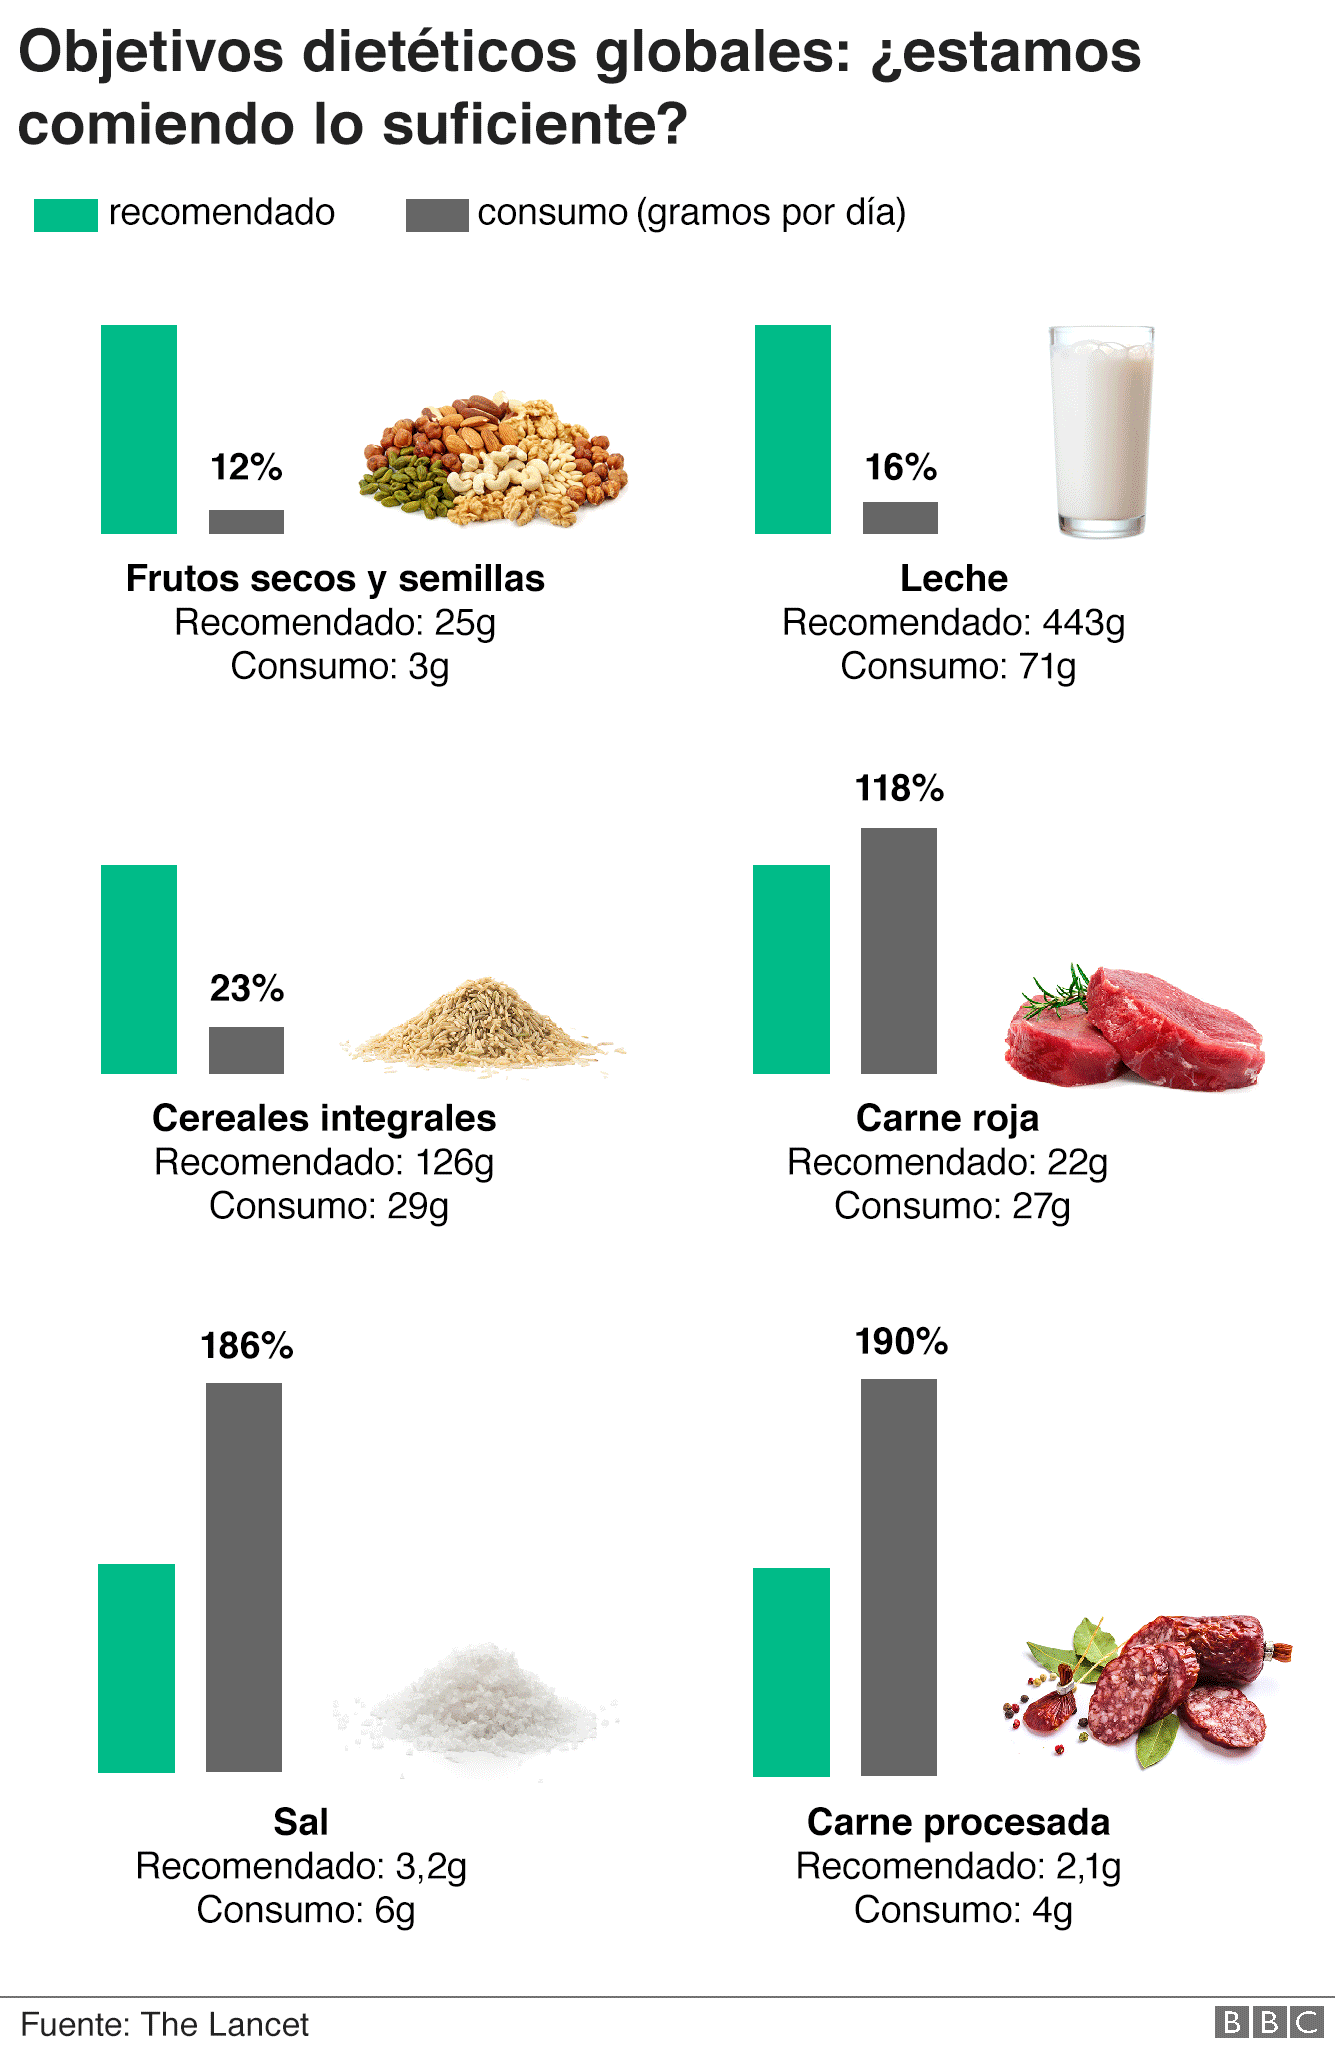 Objetivos dietéticos globales: ¿estamos
comiendo lo suficiente?
recomendado
consumo (gramos por día)
12%
Frutos secos y semillas
Recomendado: 25g
Consumo: 3g
16%
Leche
Recomendado: 443g
Consumo: 71g
23%
Cereales integrales
Recomendado: 126g
Consumo: 29g
118%
Carne roja
Recomendado: 22g
Consumo: 27g
186%
Sal
Recomendado: 3,2g
Consumo: 6g
190%
Carne procesada
Recomendado: 2,1g
Consumo: 4g
Fuente: The Lancet
BBC